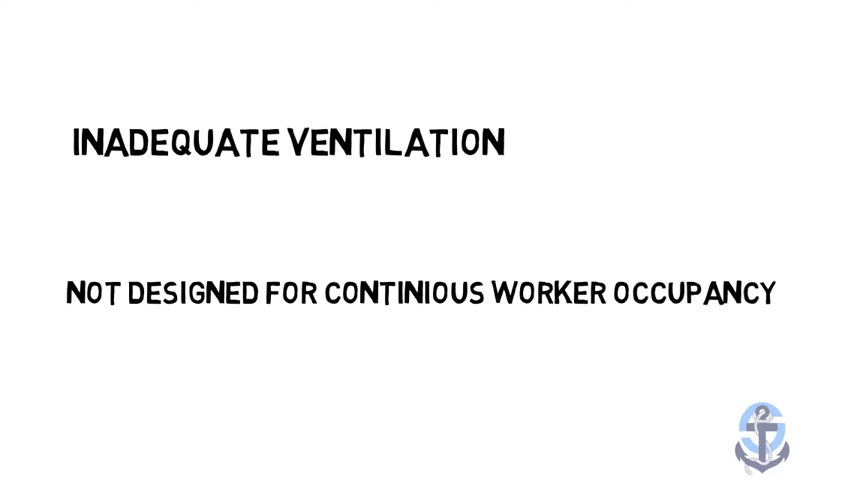 INADEQUATE VENTILATION
NOT DESIGNED FOR CONTINIOUS WORKER OCCUPANCY